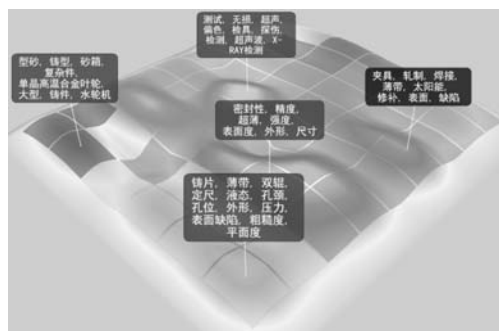 测试, 无损, 超声,
偏色, 检具, 探伤,
检测, 超声波, X-
RAY检测
型砂, 铸型, 砂箱,
复杂件,
单晶高温合金叶轮,
大型, 铸件, 水轮机
夹具, 轧制, 焊接,
薄带, 太阳能,
修补, 表面, 缺陷
密封性, 精度,
超薄, 强度,
表面度, 外形, 尺寸
铸片, 薄带, 双辊,
定尺, 液态, 孔颈,
孔位, 外形, 压力,
表面缺陷, 粗糙度,
平面度